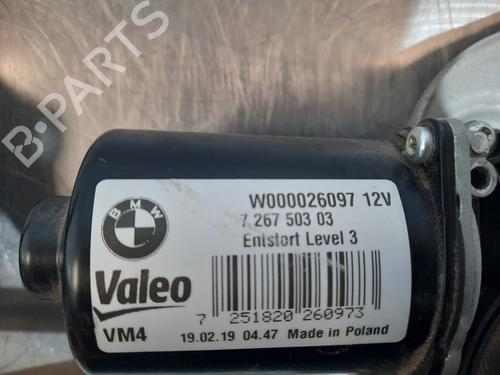 B-PARTS
BMW
W000026097 12V
7 267 503 03
Entstort Level 3
Valeo
7 251820 260973
VM4
19.02.19 04.47 Made in Poland